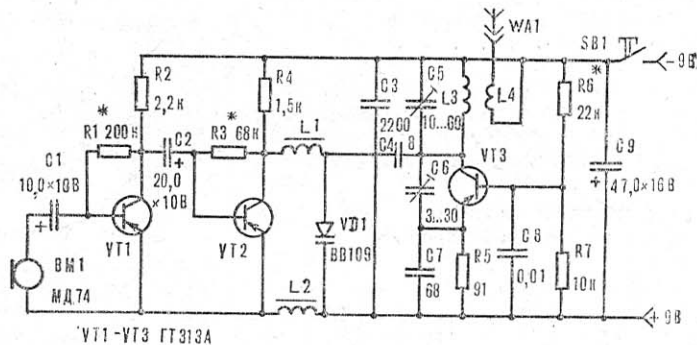 WA1
SB1
-9В
R2
2,2к
R4
1,5к
C3
2200
C5
10...60
L3
L4
R6
*
22к
C9
47,0×16В
*
R1 200к
C2
20,0
×10В
*
R3 68к
L1
C4 8
VT3
C1
10,0×10В
VT1
VT2
VD1
BB109
C6
3...30
C7
68
R5
91
C8
0,01
R7
10к
BM1
МД74
L2
+9В
VT1-VT3 ГТ313А